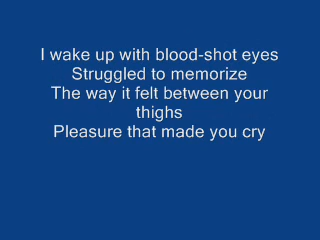 I wake up with blood-shot eyes
Struggled to memorize
The way it felt between your
thighs
Pleasure that made you cry